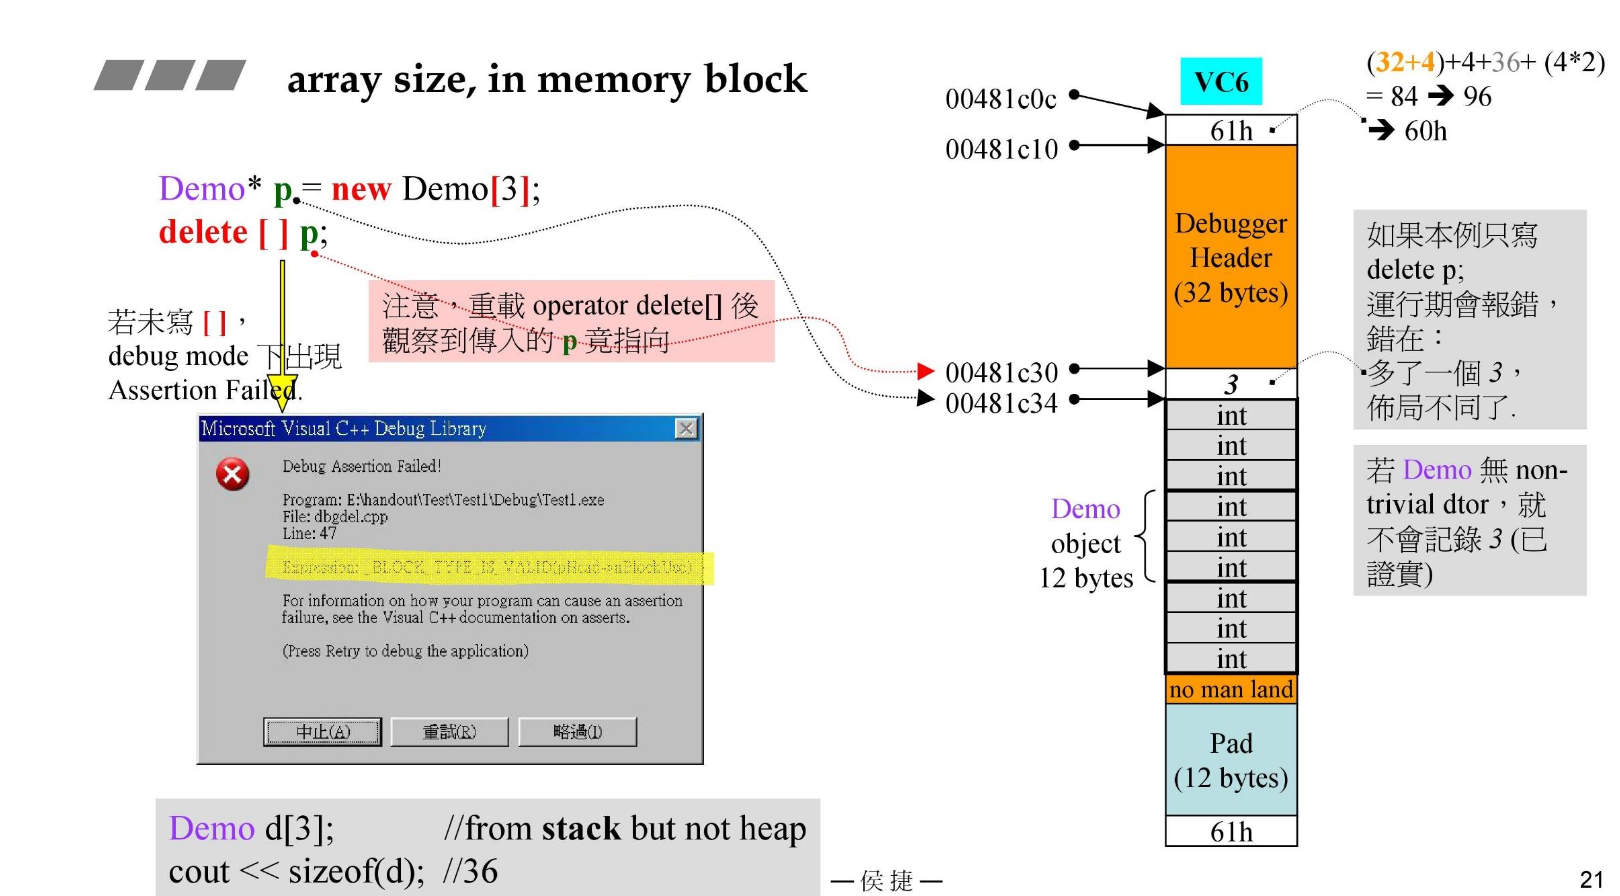 array size, in memory block
Demo* p = new Demo[3];
delete [ ] p;
若未寫 [ ]，
debug mode 下出現
Assertion Failed.
注意，重載 operator delete[] 後
觀察到傳入的 p 竟指向
Microsoft Visual C++ Debug Library
Debug Assertion Failed!
Program: E:\handout\Test\Test1\Debug\Test1.exe
File: dbgdel.cpp
Line: 47
Expression: _BLOCK_TYPE_IS_VALID(pHead->nBlockUse)
For information on how your program can cause an assertion
failure, see the Visual C++ documentation on asserts.
(Press Retry to debug the application)
中止(A)
重試(R)
略過(I)
Demo d[3]; //from stack but not heap
cout << sizeof(d); //36
VC6
00481c0c
00481c10
00481c30
00481c34
61h
Debugger
Header
(32 bytes)
3
int
int
int
int
int
int
int
int
int
no man land
Pad
(12 bytes)
61h
Demo
object
12 bytes
(32+4)+4+36+ (4*2)
= 84 ➔ 96
➔ 60h
如果本例只寫
delete p;
運行期會報錯，
錯在：
多了一個 3，
佈局不同了.
若 Demo 無 non-
trivial dtor，就
不會記錄 3 (已
證實)
— 侯捷 —
21